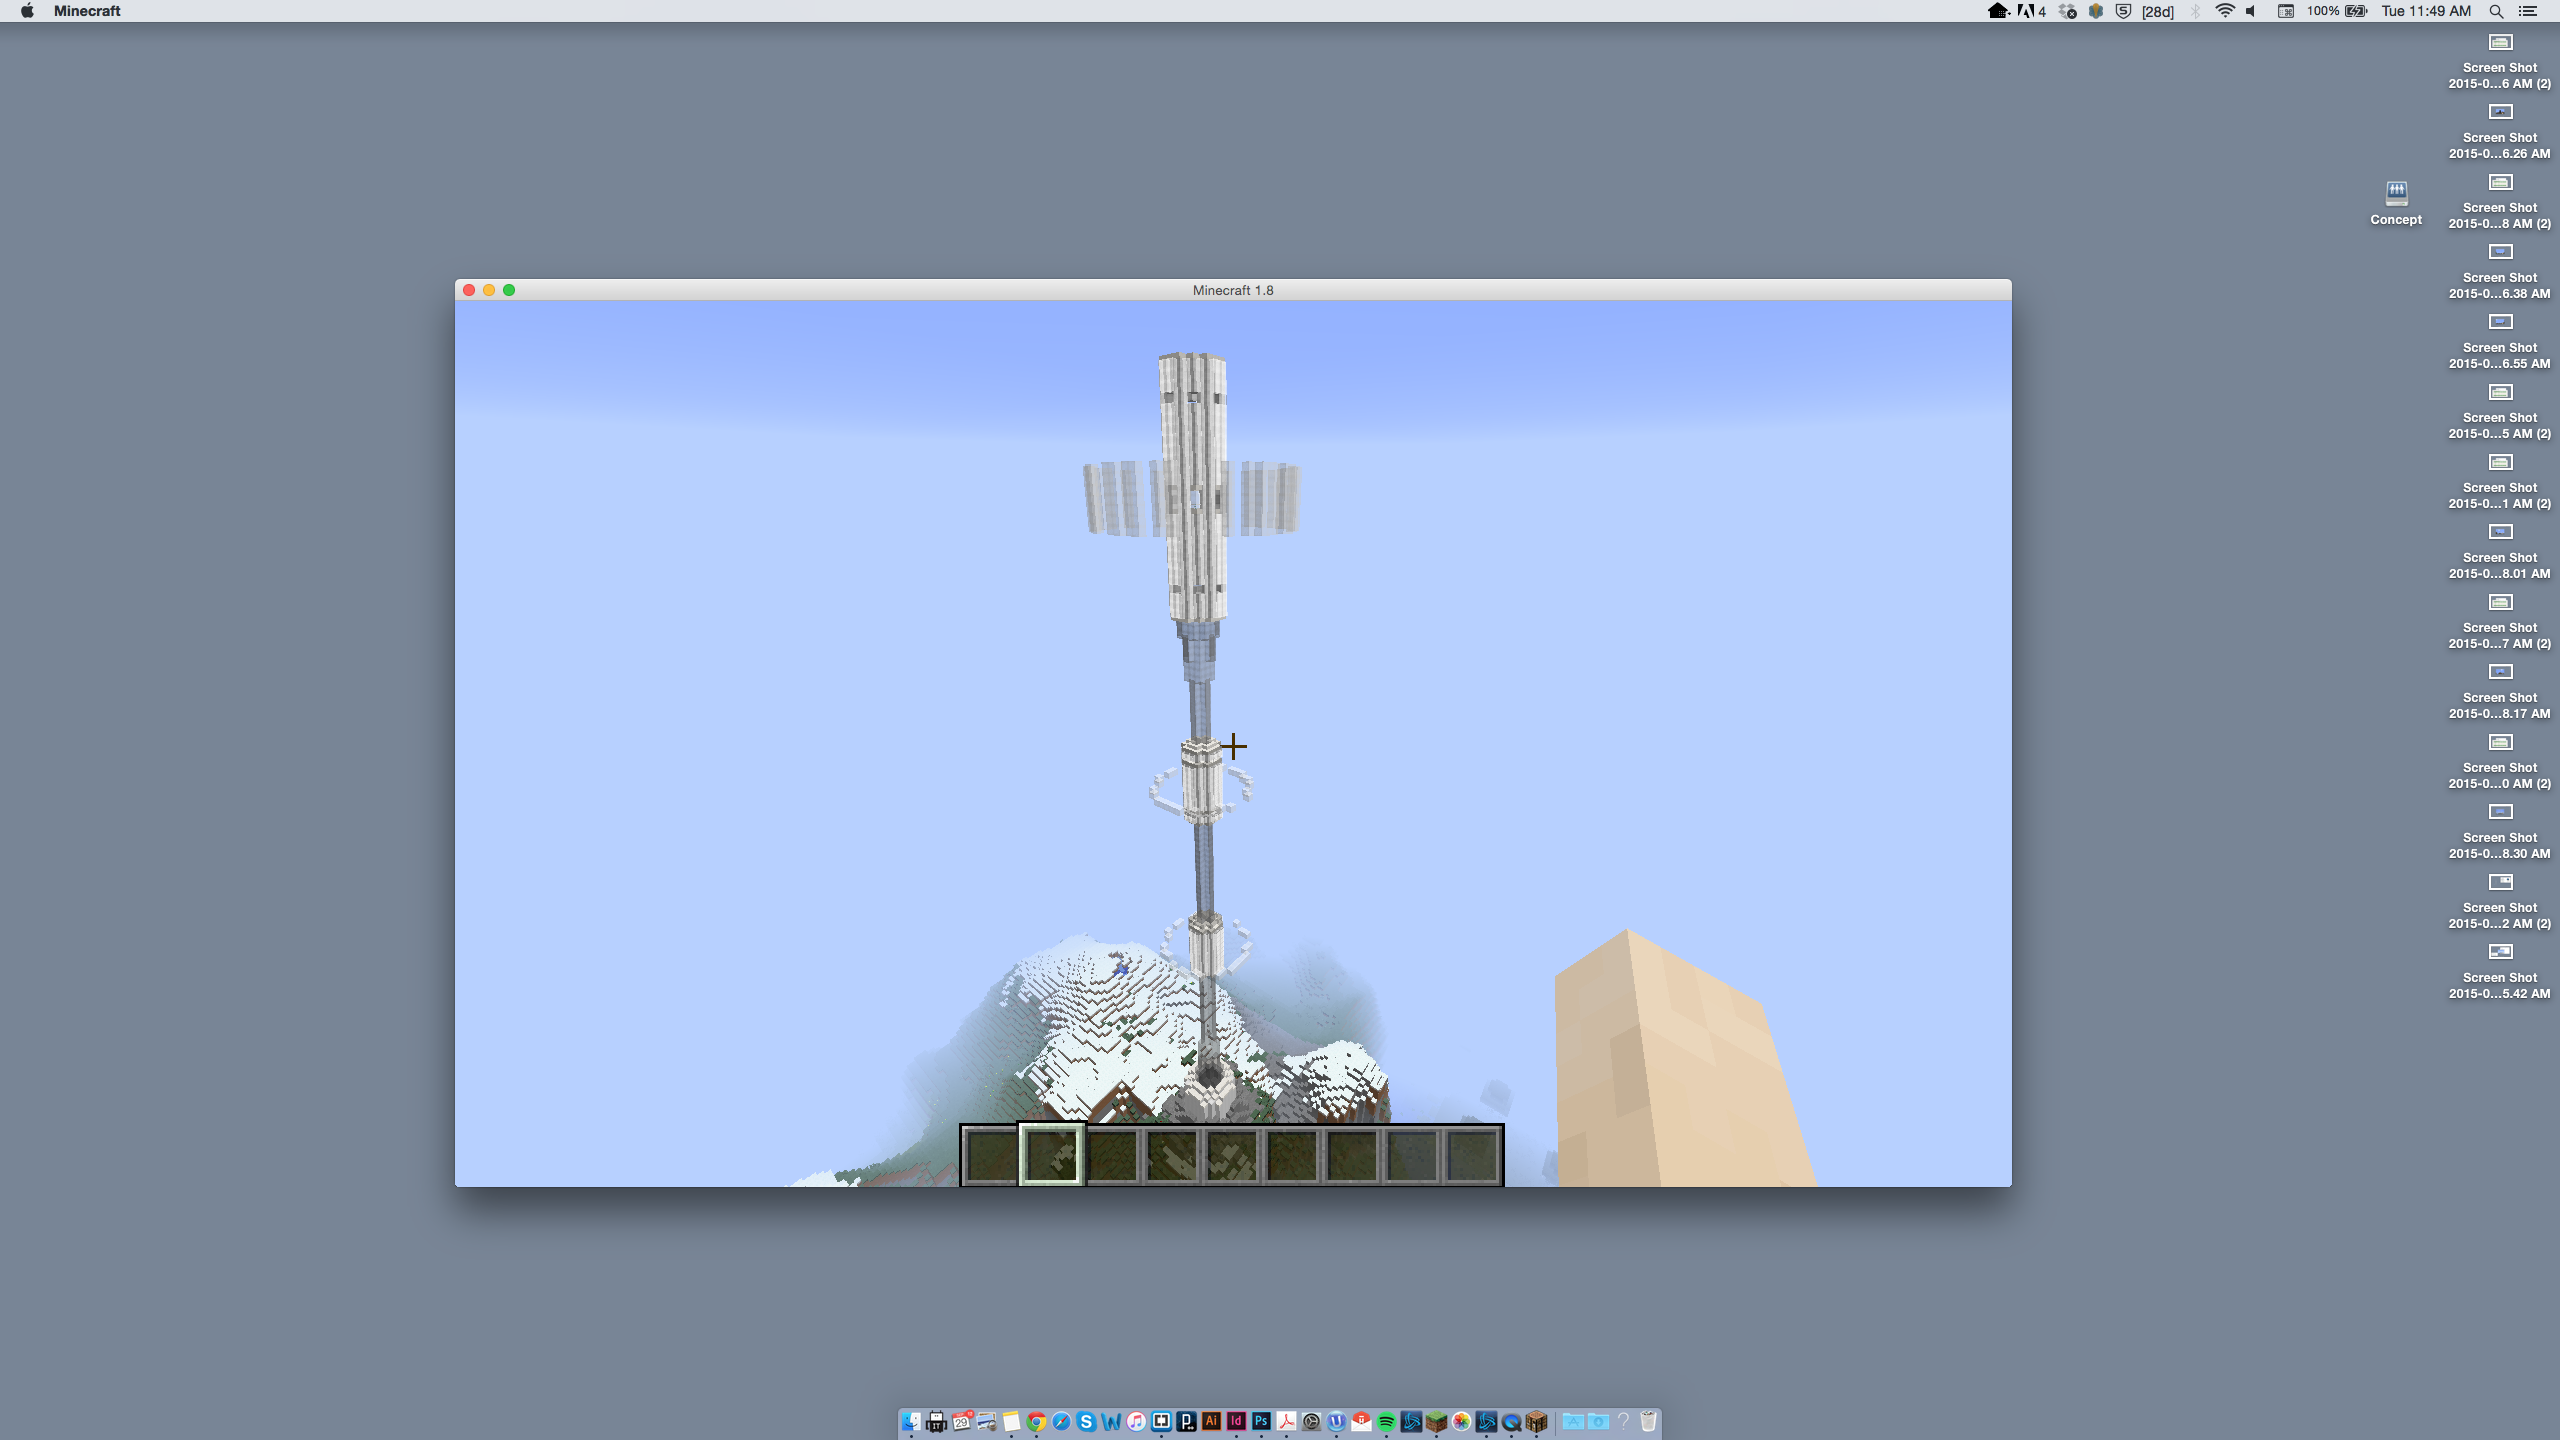 Minecraft
4
[28d]
100%
Tue 11:49 AM
Screen Shot
2015-0...6 AM (2)
Screen Shot
2015-0...6.26 AM
Screen Shot
2015-0...8 AM (2)
Concept
Screen Shot
2015-0...6.38 AM
Minecraft 1.8
Screen Shot
2015-0...6.55 AM
Screen Shot
2015-0...5 AM (2)
Screen Shot
2015-0...1 AM (2)
Screen Shot
2015-0...8.01 AM
Screen Shot
2015-0...7 AM (2)
Screen Shot
2015-0...8.17 AM
Screen Shot
2015-0...0 AM (2)
Screen Shot
2015-0...8.30 AM
Screen Shot
2015-0...2 AM (2)
Screen Shot
2015-0...5.42 AM
29
Ai
Id
Ps